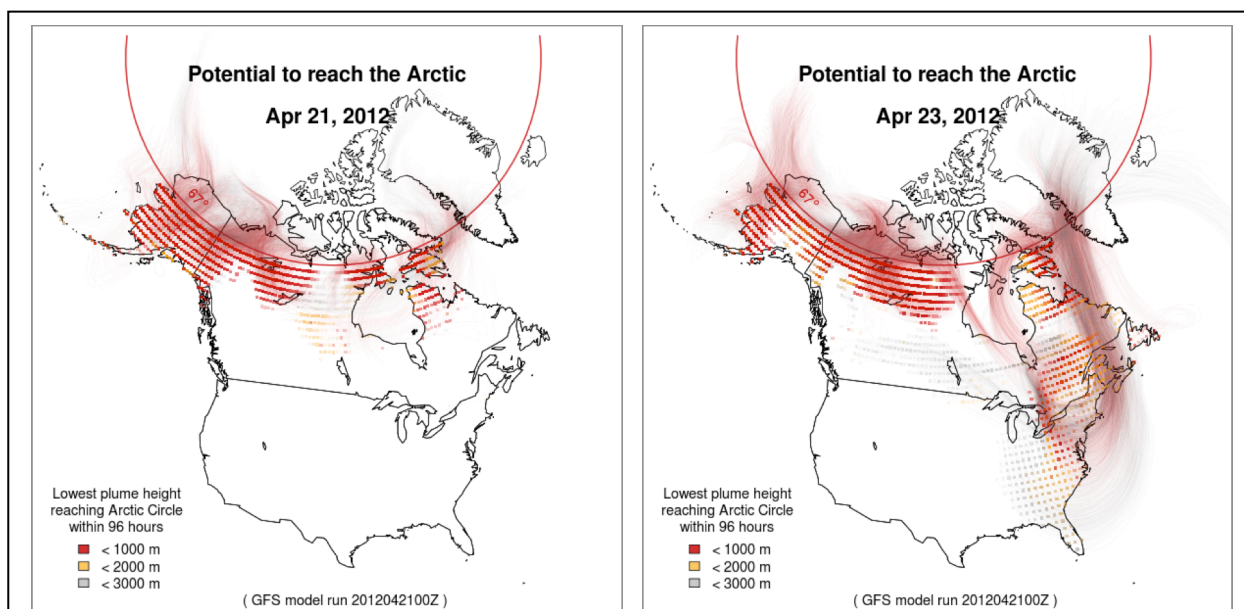 Potential to reach the Arctic
Apr 21, 2012
67°
Lowest plume height
reaching Arctic Circle
within 96 hours
< 1000 m
< 2000 m
< 3000 m
( GFS model run 2012042100Z )
Potential to reach the Arctic
Apr 23, 2012
67°
Lowest plume height
reaching Arctic Circle
within 96 hours
< 1000 m
< 2000 m
< 3000 m
( GFS model run 2012042100Z )